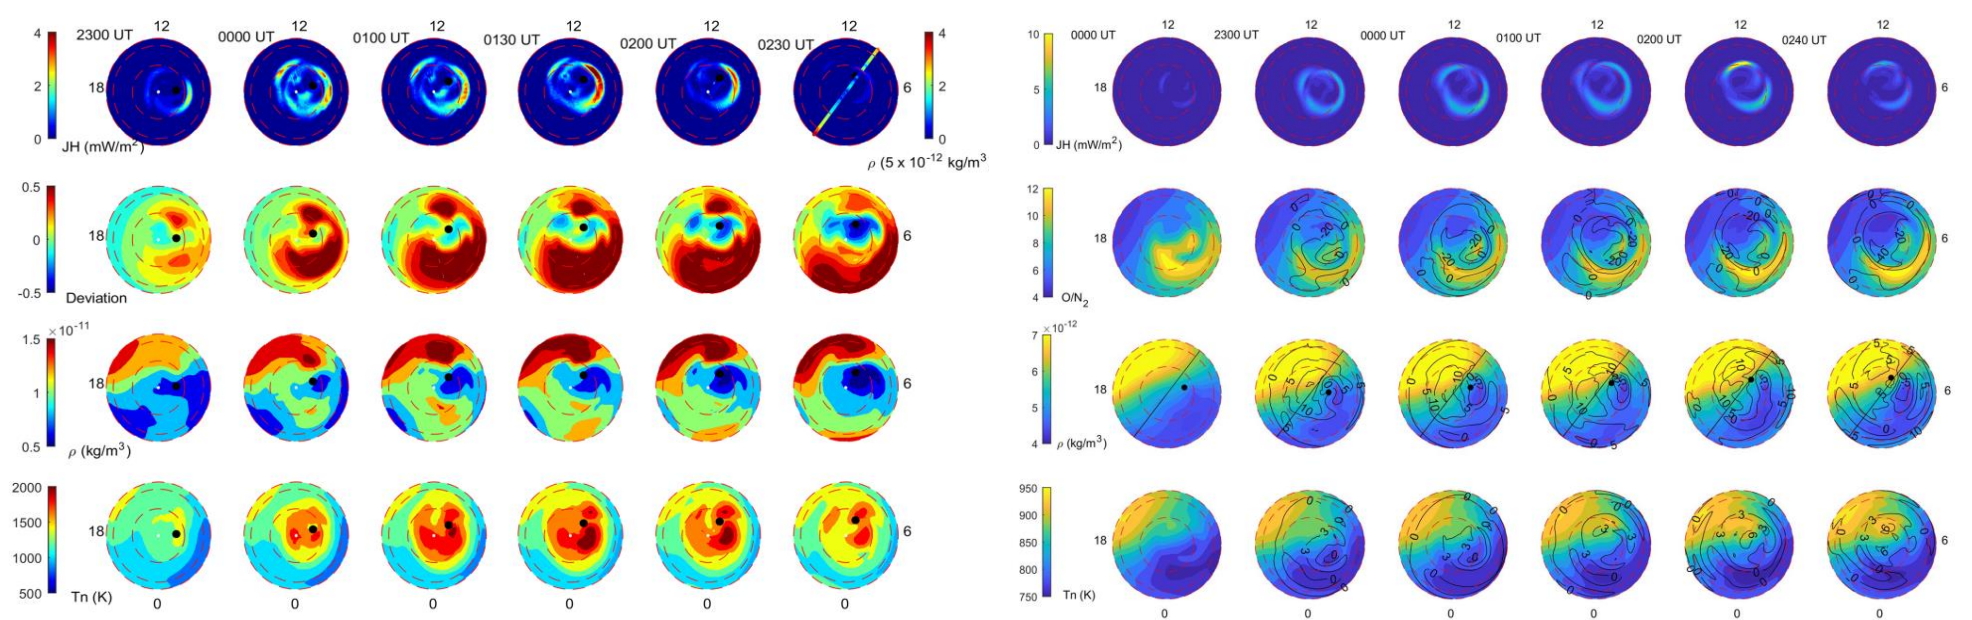 12 12 12 12
2300 UT 0000 UT 0100 UT 0130 UT 0200 UT 0230 UT
4 2 0
18 6
4 2 0
JH (mW/m²)
ρ (5 x 10⁻¹² kg/m³
0.5 0 -0.5
18 6
Deviation
×10⁻¹¹
1.5 1 0.5
18 6
ρ (kg/m³)
2000 1500 1000 500
18 6
Tn (K)
0 0 0 0 0 0
12 12 12 12 12 12
0000 UT 2300 UT 0000 UT 0100 UT 0200 UT 0240 UT
10 5 0
18 6
JH (mW/m²)
12 10 8 6 4
18 6
O/N₂
7 ×10⁻¹²
6 5 4
18 6
ρ (kg/m³)
950 900 850 800 750
18 6
Tn (K)
0 0 0 0 0 0